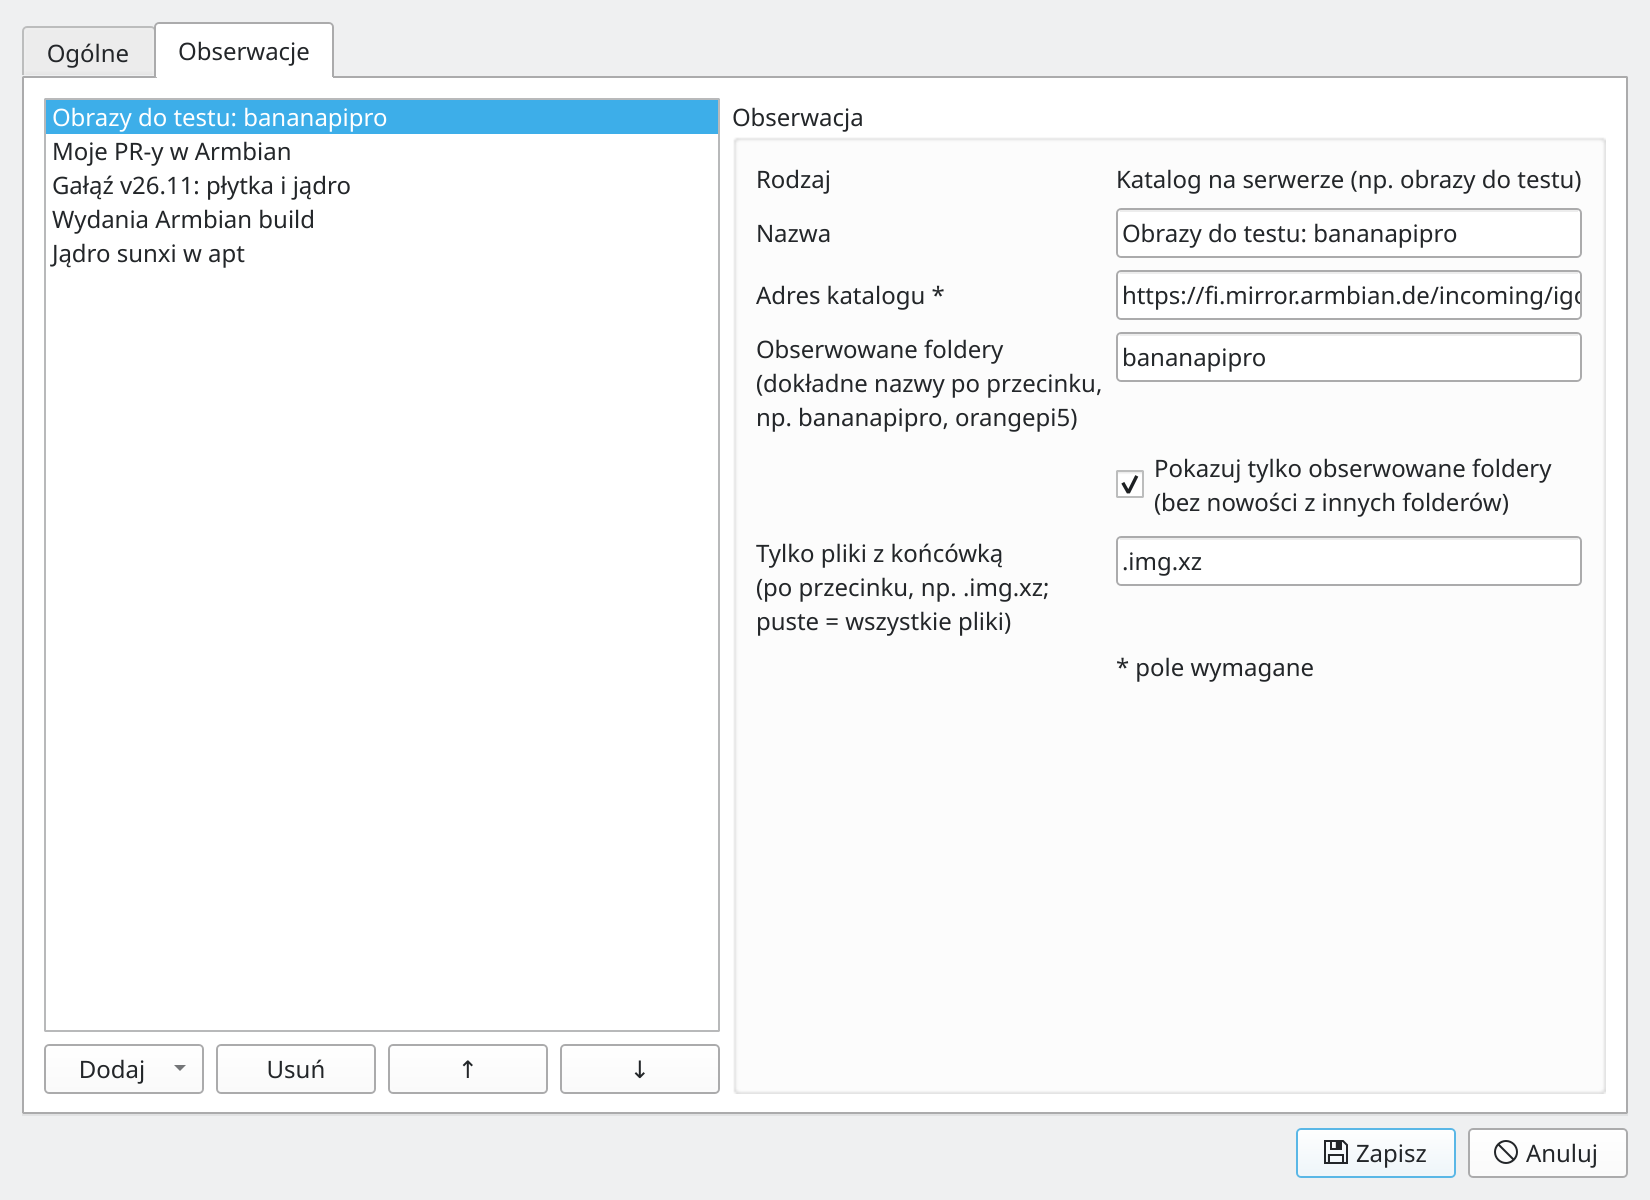 Ogólne
Obserwacje
Obrazy do testu: bananapipro
Moje PR-y w Armbian
Gałąź v26.11: płytka i jądro
Wydania Armbian build
Jądro sunxi w apt
Dodaj
Usuń
↑
↓
Obserwacja
Rodzaj
Katalog na serwerze (np. obrazy do testu)
Nazwa
Obrazy do testu: bananapipro
Adres katalogu *
https://fi.mirror.armbian.de/incoming/igo
Obserwowane foldery
(dokładne nazwy po przecinku,
np. bananapipro, orangepi5)
bananapipro
Pokazuj tylko obserwowane foldery
(bez nowości z innych folderów)
Tylko pliki z końcówką
(po przecinku, np. .img.xz;
puste = wszystkie pliki)
.img.xz
* pole wymagane
Zapisz
Anuluj